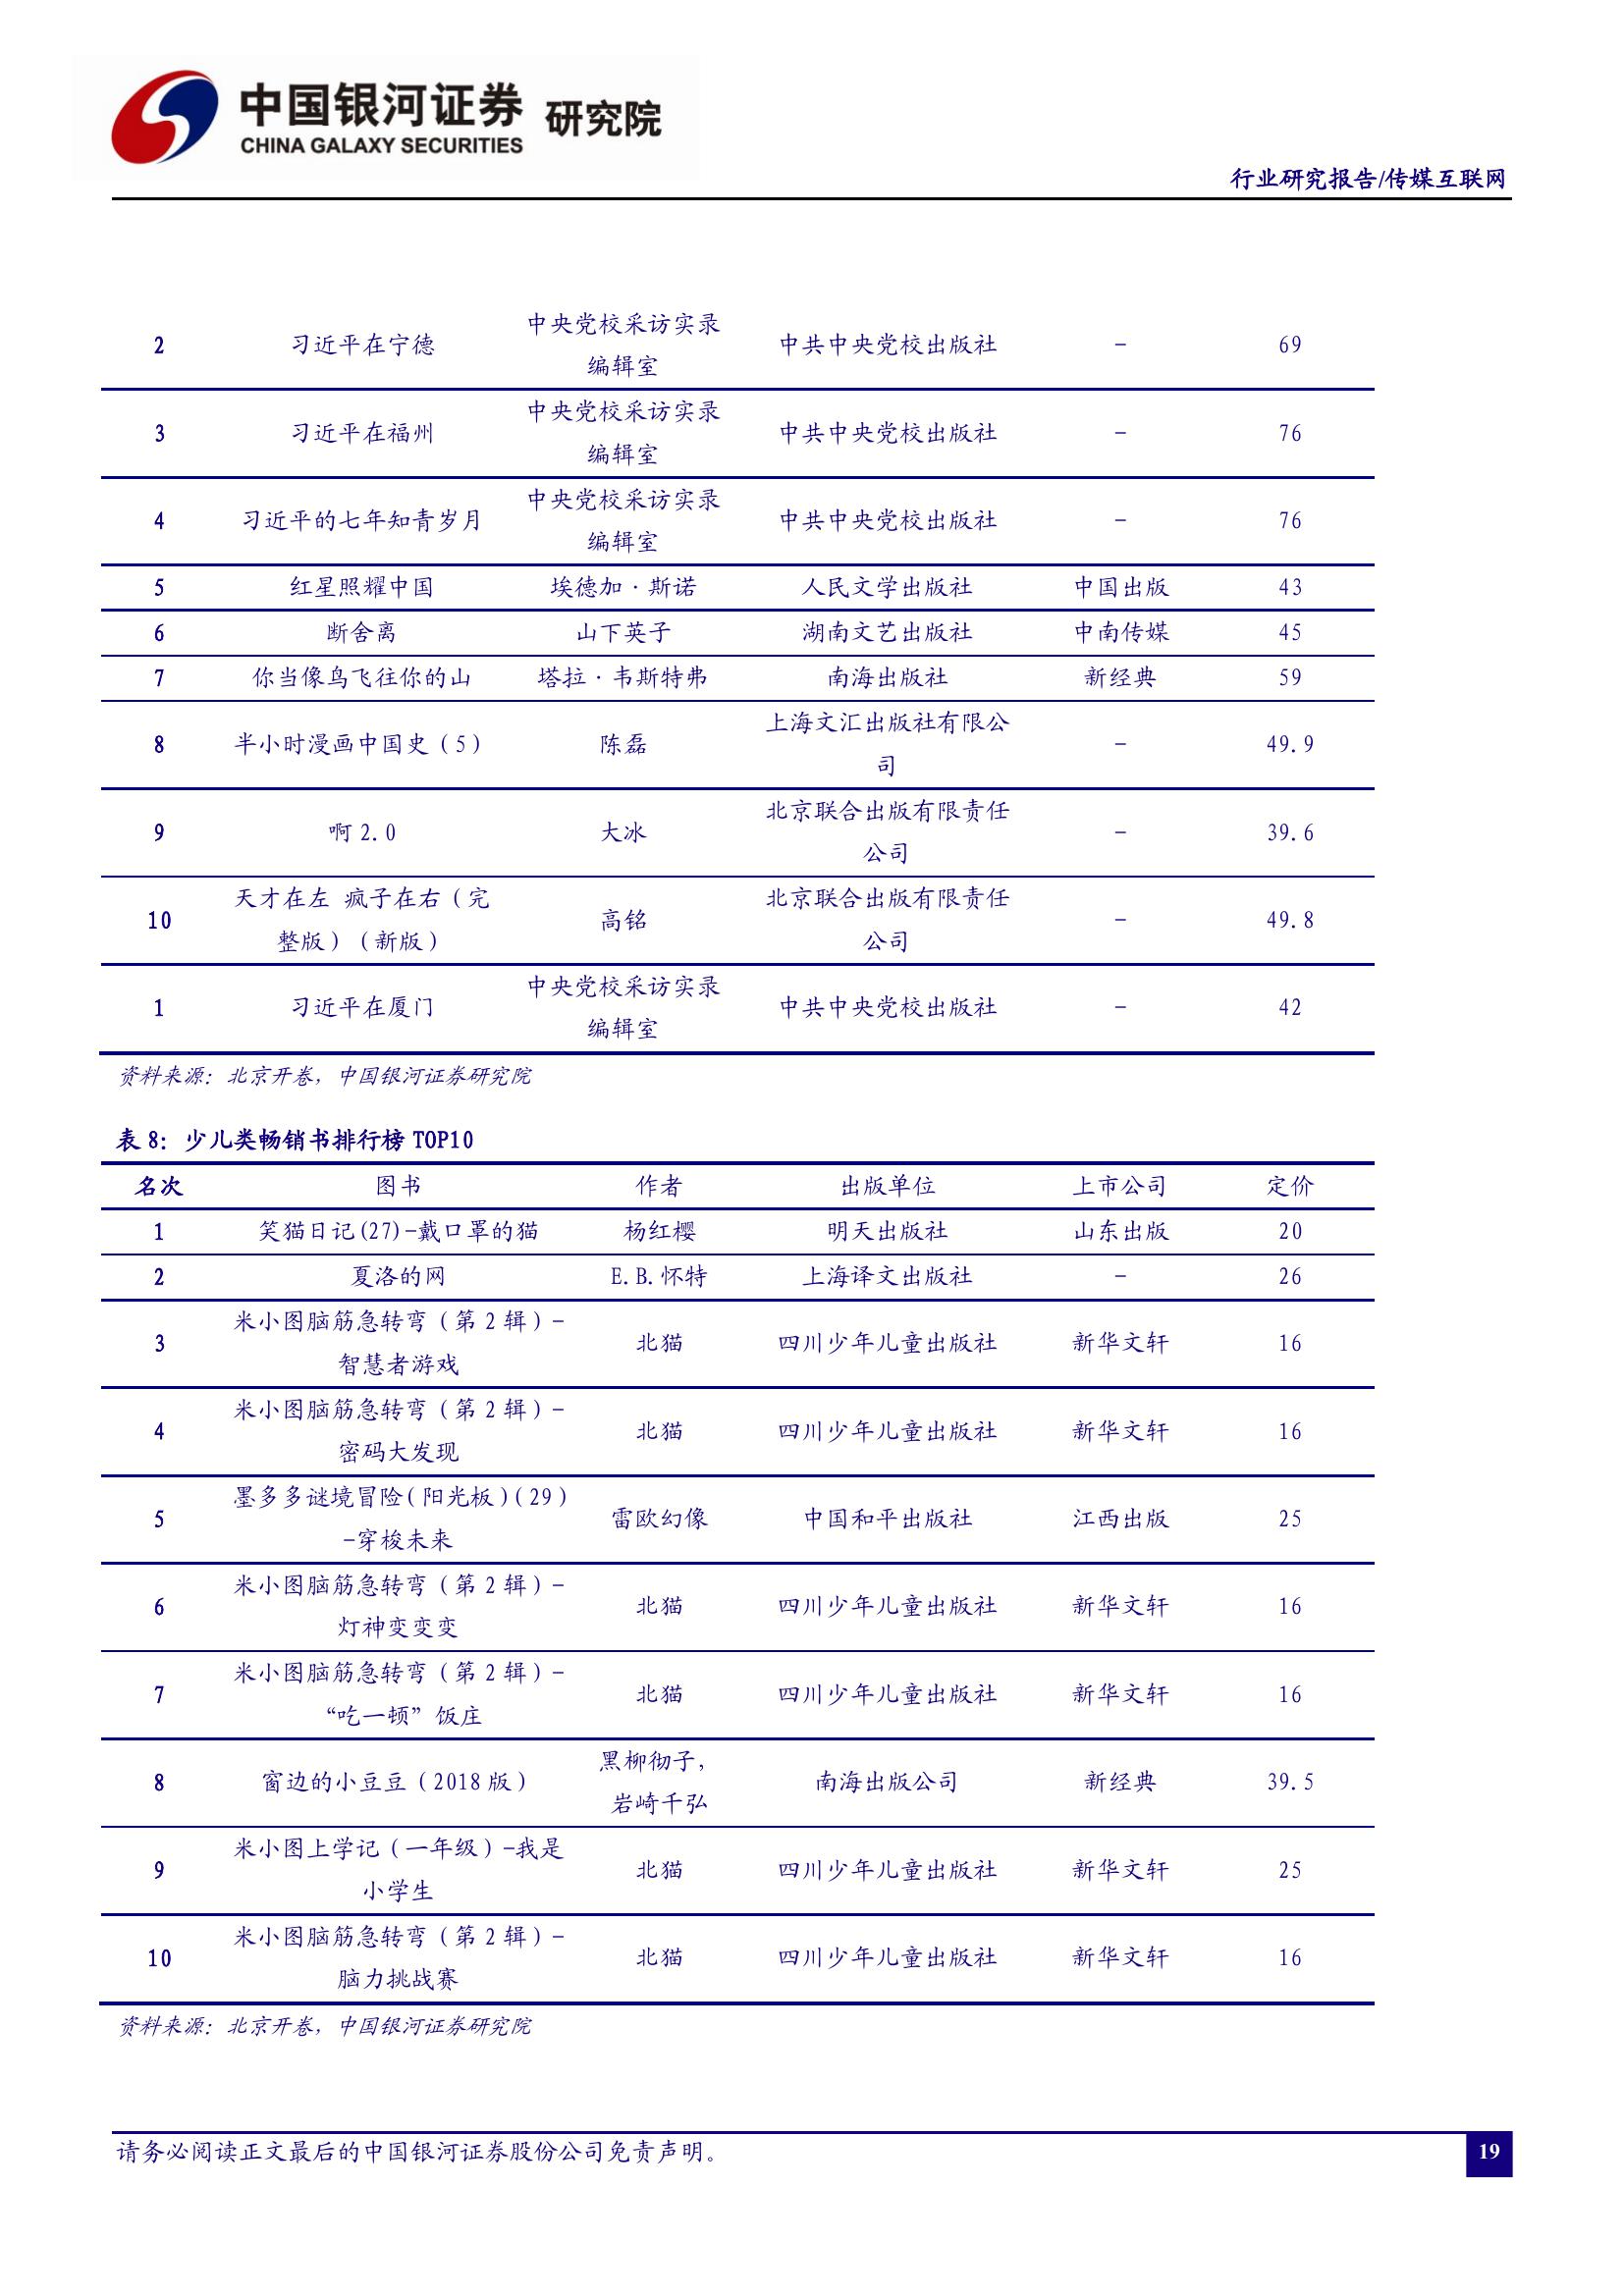 中国银河证券 研究院
CHINA GALAXY SECURITIES
行业研究报告/传媒互联网
中央党校采访实录
2 习近平在宁德 中共中央党校出版社 - 69
编辑室
中央党校采访实录
3 习近平在福州 中共中央党校出版社 - 76
编辑室
中央党校采访实录
4 习近平的七年知青岁月 中共中央党校出版社 - 76
编辑室
5 红星照耀中国 埃德加·斯诺 人民文学出版社 中国出版 43
6 断舍离 山下英子 湖南文艺出版社 中南传媒 45
7 你当像鸟飞往你的山 塔拉·韦斯特弗 南海出版社 新经典 59
上海文汇出版社有限公
8 半小时漫画中国史（5） 陈磊 - 49.9
司
北京联合出版有限责任
9 啊 2.0 大冰 - 39.6
公司
天才在左 疯子在右（完 北京联合出版有限责任
10 高铭 - 49.8
整版）（新版） 公司
中央党校采访实录
1 习近平在厦门 中共中央党校出版社 - 42
编辑室
资料来源：北京开卷，中国银河证券研究院
表 8：少儿类畅销书排行榜 TOP10
名次 图书 作者 出版单位 上市公司 定价
1 笑猫日记(27)-戴口罩的猫 杨红樱 明天出版社 山东出版 20
2 夏洛的网 E.B.怀特 上海译文出版社 - 26
米小图脑筋急转弯（第 2 辑）-
3 北猫 四川少年儿童出版社 新华文轩 16
智慧者游戏
米小图脑筋急转弯（第 2 辑）-
4 北猫 四川少年儿童出版社 新华文轩 16
密码大发现
墨多多谜境冒险(阳光板)(29)
5 雷欧幻像 中国和平出版社 江西出版 25
-穿梭未来
米小图脑筋急转弯（第 2 辑）-
6 北猫 四川少年儿童出版社 新华文轩 16
灯神变变变
米小图脑筋急转弯（第 2 辑）-
7 北猫 四川少年儿童出版社 新华文轩 16
“吃一顿”饭庄
黑柳彻子，
8 窗边的小豆豆（2018 版） 南海出版公司 新经典 39.5
岩崎千弘
米小图上学记（一年级）-我是
9 北猫 四川少年儿童出版社 新华文轩 25
小学生
米小图脑筋急转弯（第 2 辑）-
10 北猫 四川少年儿童出版社 新华文轩 16
脑力挑战赛
资料来源：北京开卷，中国银河证券研究院
请务必阅读正文最后的中国银河证券股份公司免责声明。 19